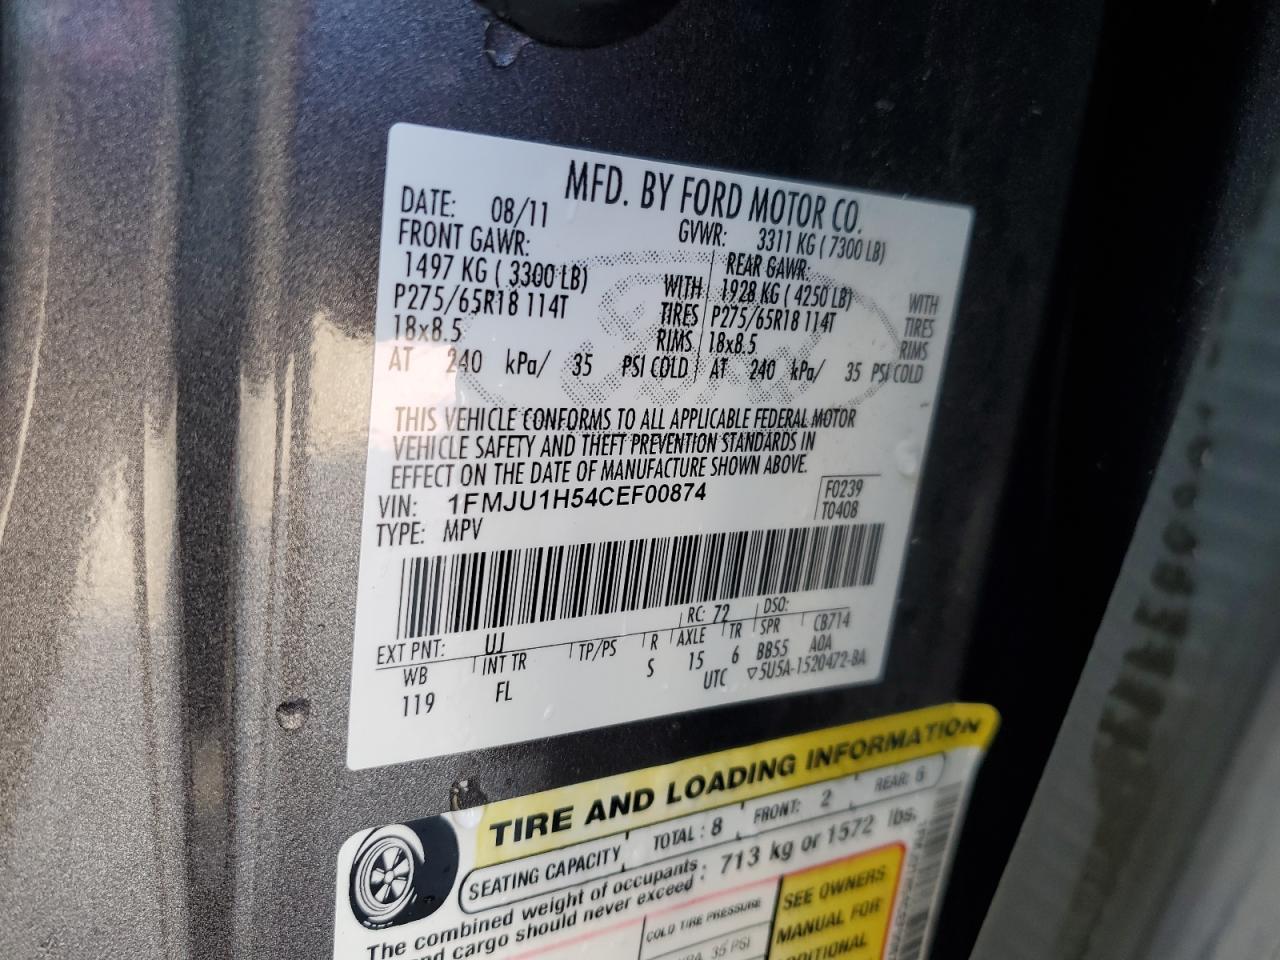 MFD. BY FORD MOTOR CO.
DATE: 08/11 GVWR: 3311 KG ( 7300 LB)
FRONT GAWR: REAR GAWR:
1497 KG ( 3300 LB) WITH 1928 KG ( 4250 LB) WITH
P275/65R18 114T TIRES P275/65R18 114T TIRES
18x8.5 RIMS 18x8.5 RIMS
AT 240 kPa/ 35 PSI COLD AT 240 kPa/ 35 PSI COLD
THIS VEHICLE CONFORMS TO ALL APPLICABLE FEDERAL MOTOR
VEHICLE SAFETY AND THEFT PREVENTION STANDARDS IN
EFFECT ON THE DATE OF MANUFACTURE SHOWN ABOVE.
VIN: 1FMJU1H54CEF00874 F0239
TYPE: MPV T0408
EXT PNT: UJ RC: 72 DSO:
WB INT TR TP/PS R AXLE TR SPR CB714
119 FL S 15 6 BB55 A0A
UTC ▽5U5A-1520472-BA
TIRE AND LOADING INFORMATION
SEATING CAPACITY TOTAL: 8 FRONT: 2 REAR: 6
The combined weight of occupants
and cargo should never exceed: 713 kg or 1572 lbs.
COLD TIRE PRESSURE
35 PSI
SEE OWNERS
MANUAL FOR